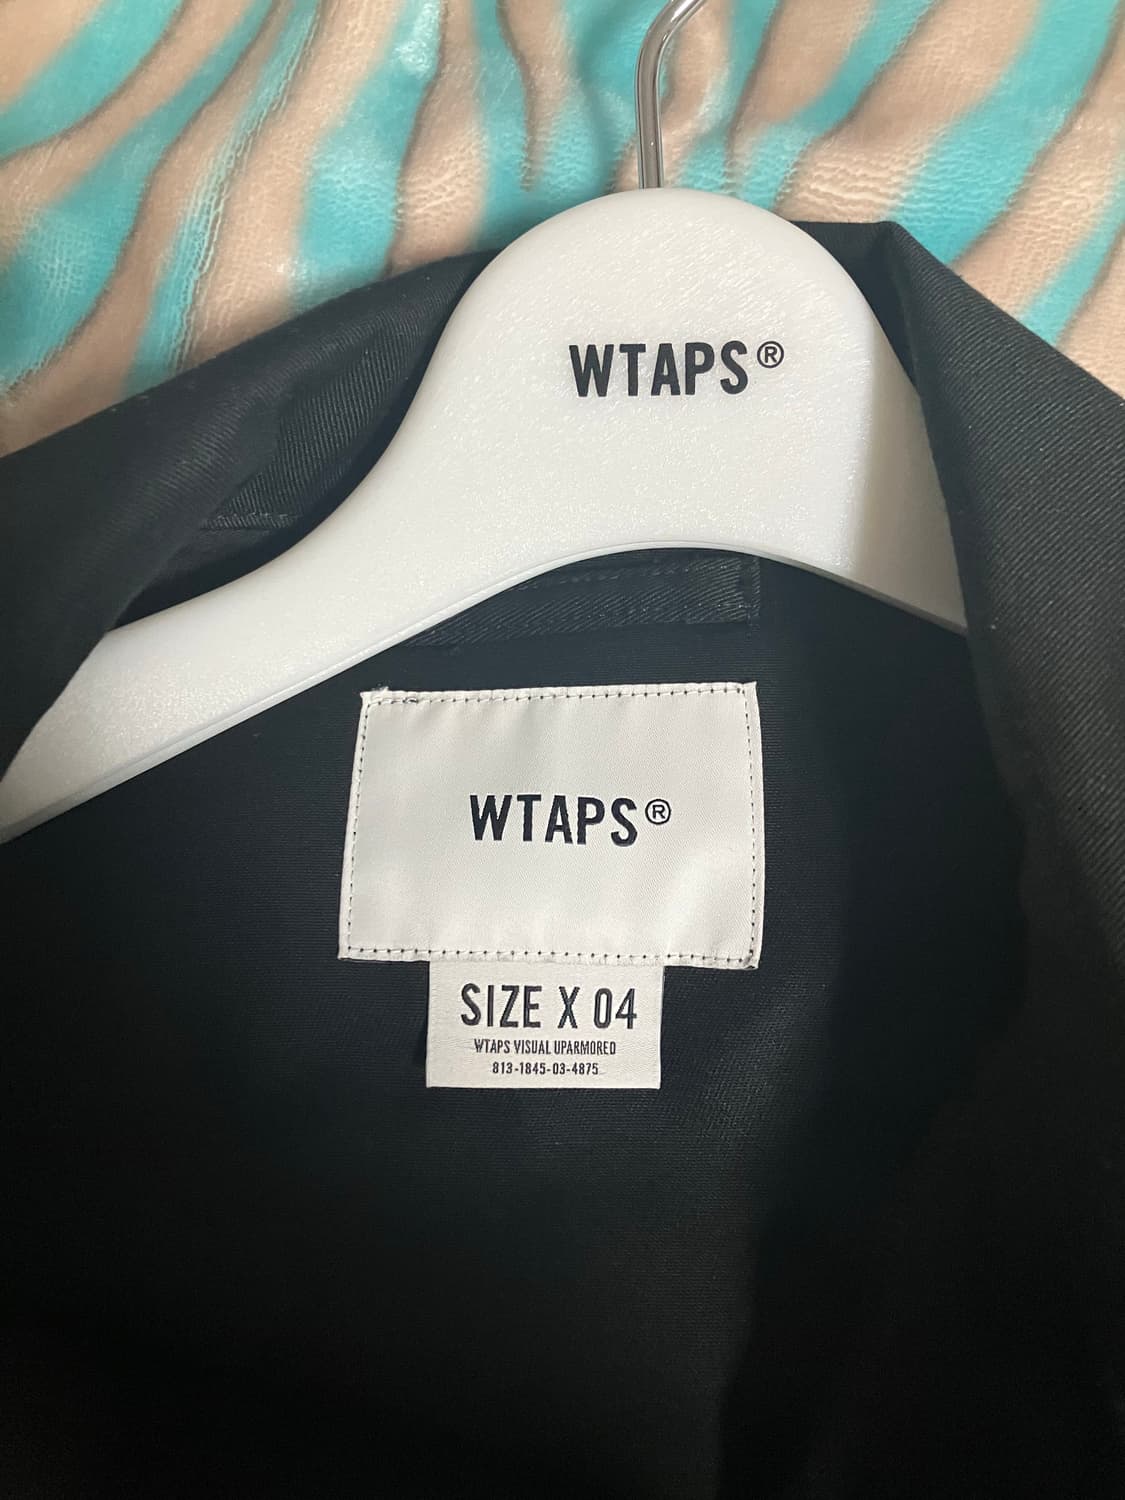 WTAPS®
WTAPS®
SIZE X 04
WTAPS VISUAL UPARMORED
813-1845-03-4875